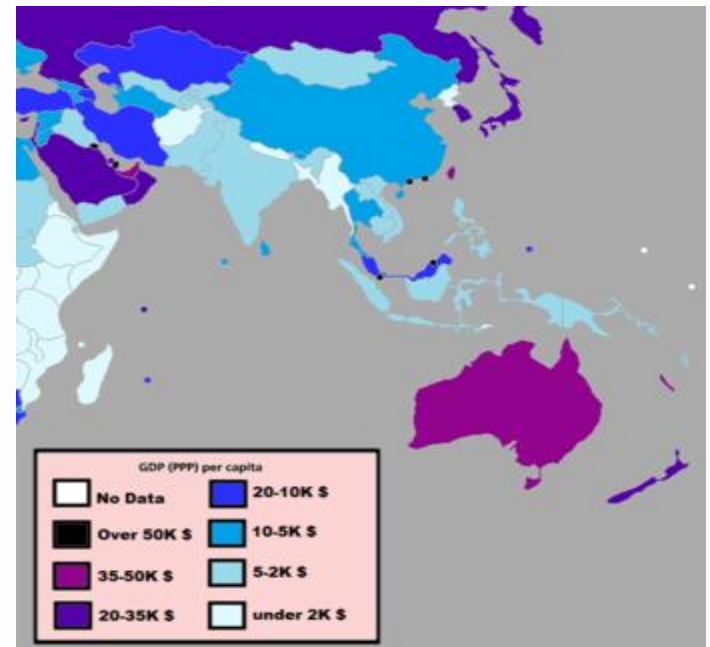 GDP (PPP) per capita
No Data
Over 50K $
35-50K $
20-35K $
20-10K $
10-5K $
5-2K $
under 2K $